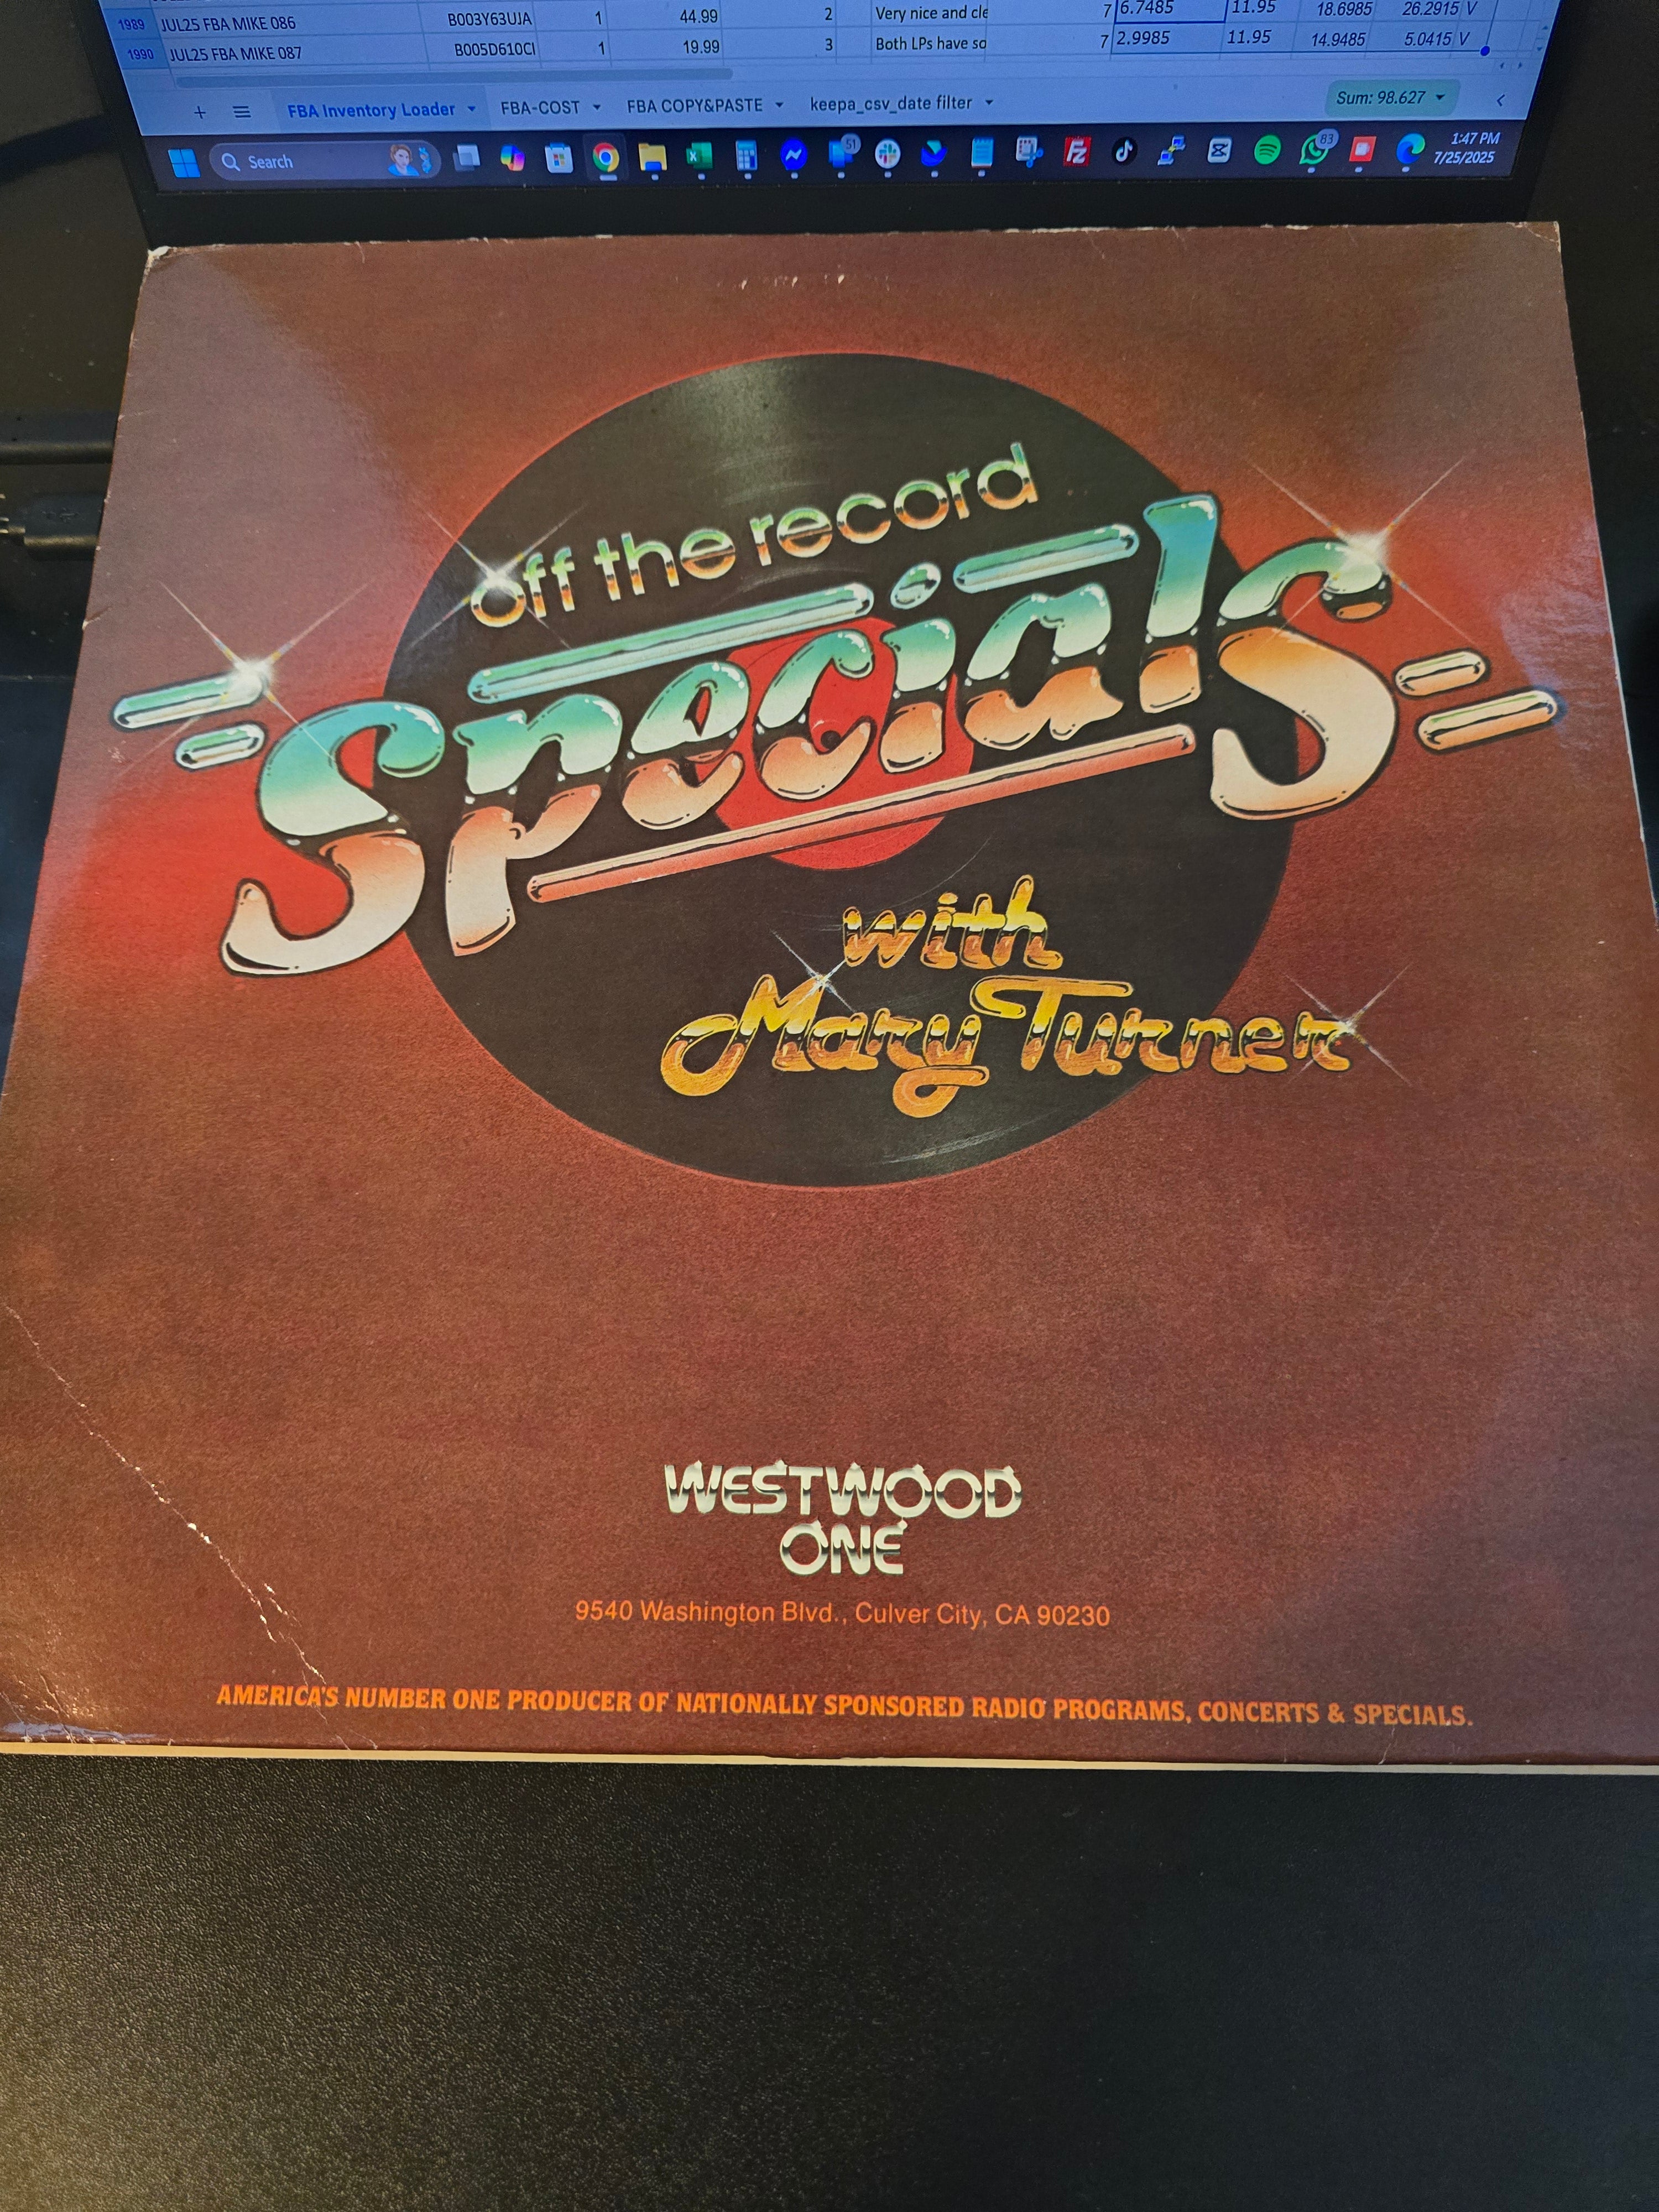 1989 JUL25 FBA MIKE 086 B003Y63UJA 1 44.99 2 Very nice and cle 7 6.7485 11.95 18.6985 26.2915 V
1990 JUL25 FBA MIKE 087 B005D610CI 1 19.99 3 Both LPs have so 7 2.9985 11.95 14.9485 5.0415 V
FBA Inventory Loader FBA-COST FBA COPY&PASTE keepa_csv_date filter Sum: 98.627
Search 51 83 1:47 PM
7/25/2025
off the record
Specials
with
Mary Turner
WESTWOOD
ONE
9540 Washington Blvd., Culver City, CA 90230
AMERICA'S NUMBER ONE PRODUCER OF NATIONALLY SPONSORED RADIO PROGRAMS, CONCERTS & SPECIALS.